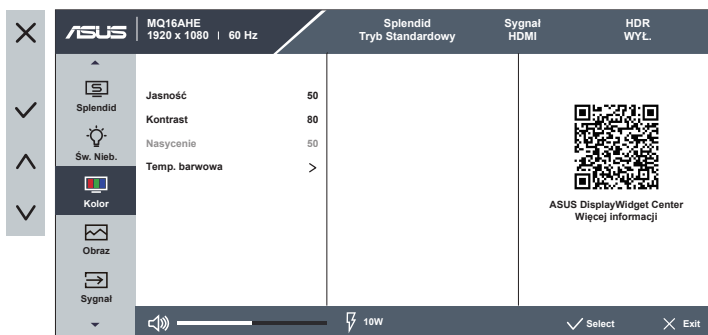 ASUS
MQ16AHE
1920 x 1080 | 60 Hz
Splendid
Tryb Standardowy
Sygnał
HDMI
HDR
WYŁ.
Splendid
Św. Nieb.
Kolor
Obraz
Sygnał
Jasność 50
Kontrast 80
Nasycenie 50
Temp. barwowa >
ASUS DisplayWidget Center
Więcej informacji
10W
Select
Exit